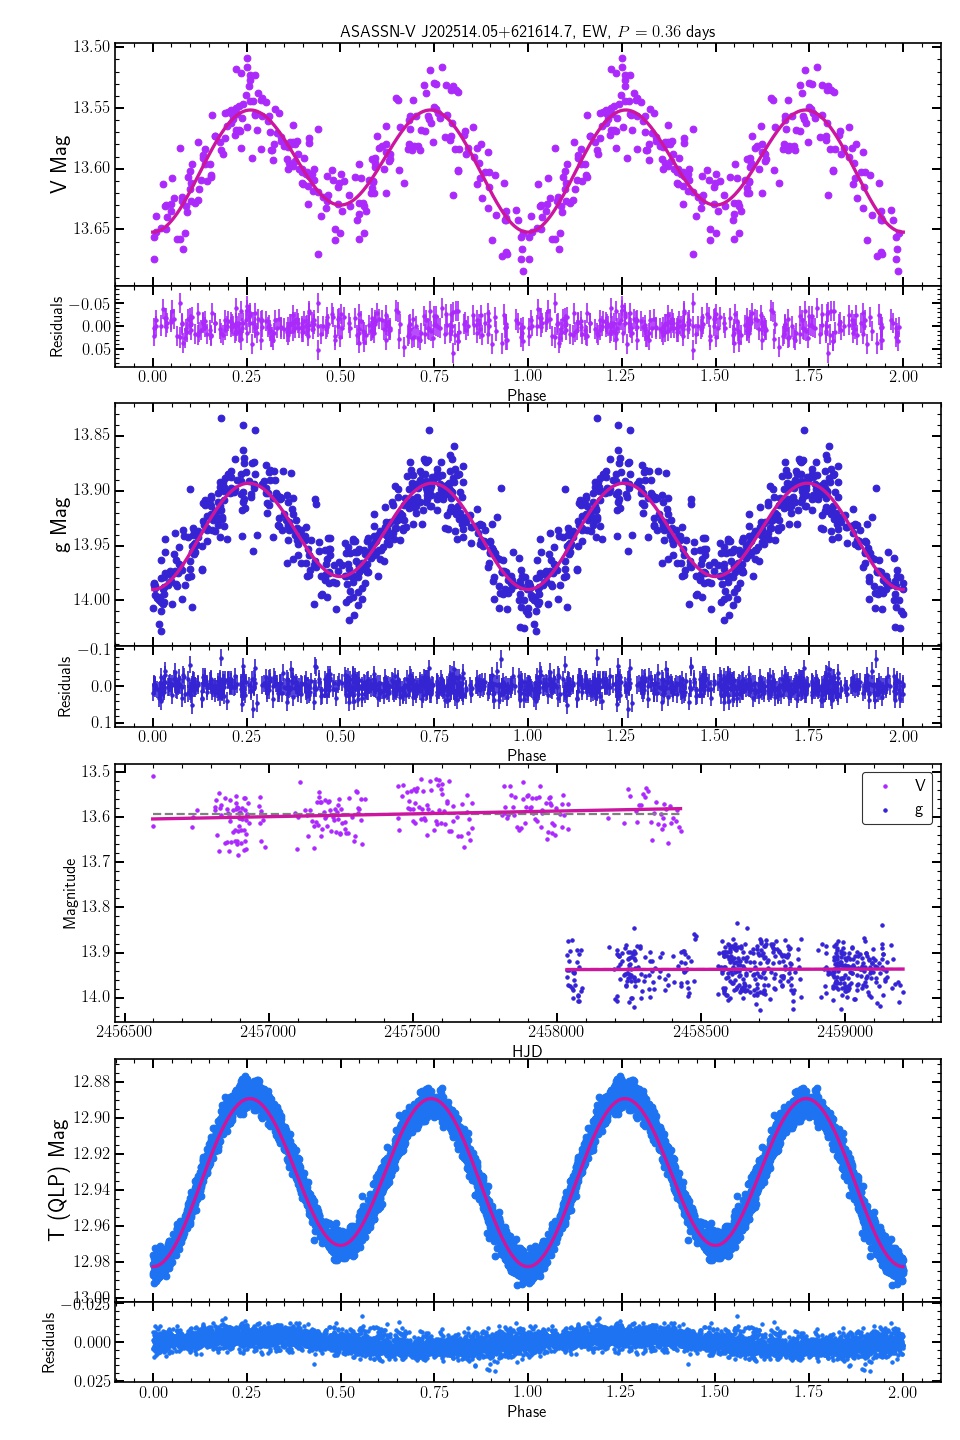 ASASSN-V J202514.05+621614.7, EW, P = 0.36 days
13.50
13.55
13.60
13.65
V Mag
−0.05
0.00
0.05
Residuals
0.00 0.25 0.50 0.75 1.00 1.25 1.50 1.75 2.00
Phase
13.85
13.90
13.95
14.00
g Mag
−0.1
0.0
0.1
Residuals
0.00 0.25 0.50 0.75 1.00 1.25 1.50 1.75 2.00
Phase
13.5
13.6
13.7
13.8
13.9
14.0
Magnitude
V
g
2456500 2457000 2457500 2458000 2458500 2459000
HJD
12.88
12.90
12.92
12.94
12.96
12.98
13.00
T (QLP) Mag
−0.025
0.000
0.025
Residuals
0.00 0.25 0.50 0.75 1.00 1.25 1.50 1.75 2.00
Phase